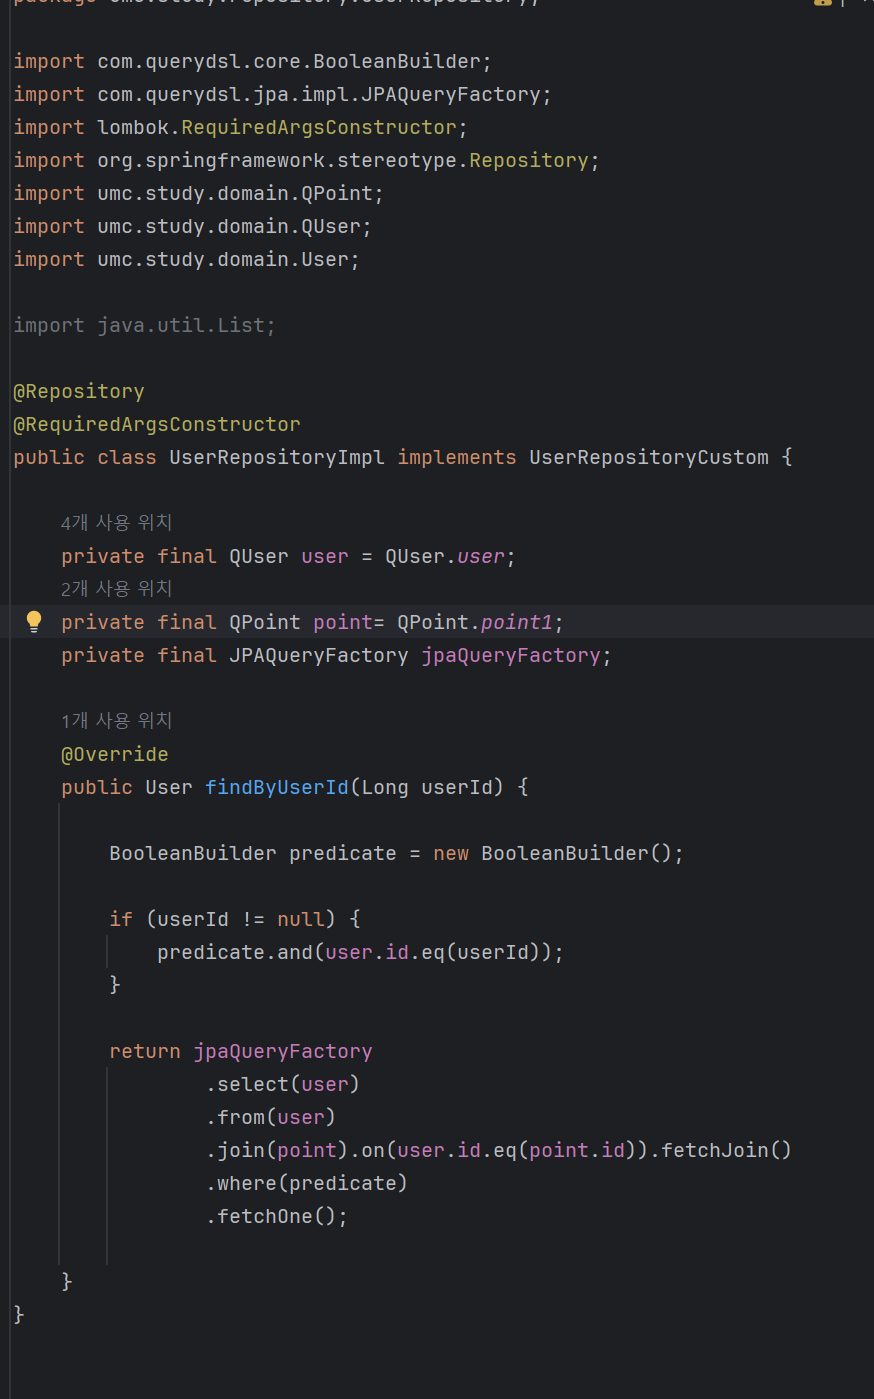 package umc.study.repository.UserRepository;
import com.querydsl.core.BooleanBuilder;
import com.querydsl.jpa.impl.JPAQueryFactory;
import lombok.RequiredArgsConstructor;
import org.springframework.stereotype.Repository;
import umc.study.domain.QPoint;
import umc.study.domain.QUser;
import umc.study.domain.User;
import java.util.List;
@Repository
@RequiredArgsConstructor
public class UserRepositoryImpl implements UserRepositoryCustom {
4개 사용 위치
private final QUser user = QUser.user;
2개 사용 위치
private final QPoint point= QPoint.point1;
private final JPAQueryFactory jpaQueryFactory;
1개 사용 위치
@Override
public User findByUserId(Long userId) {
BooleanBuilder predicate = new BooleanBuilder();
if (userId != null) {
predicate.and(user.id.eq(userId));
}
return jpaQueryFactory
.select(user)
.from(user)
.join(point).on(user.id.eq(point.id)).fetchJoin()
.where(predicate)
.fetchOne();
}
}